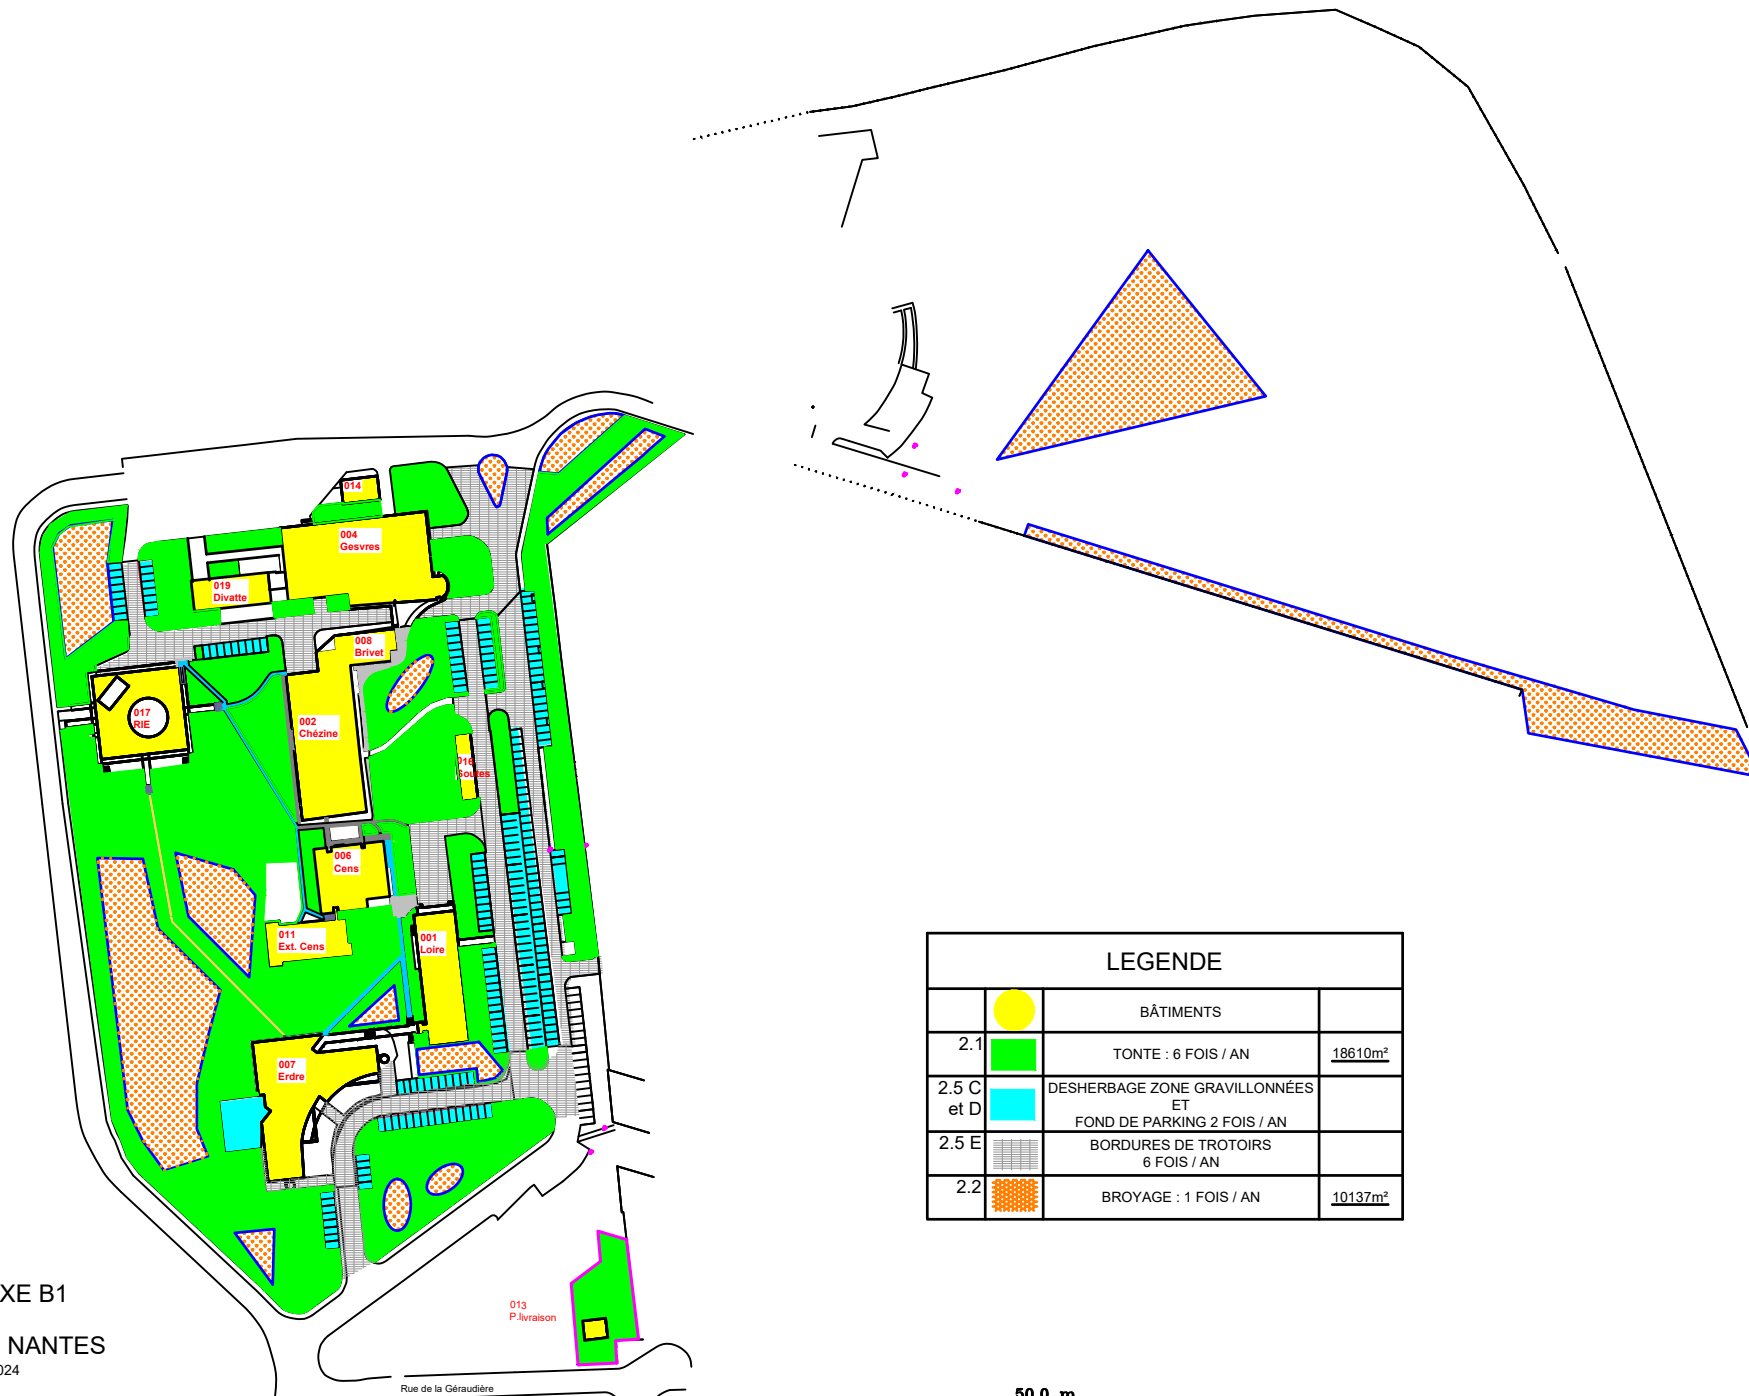 014
004
Gesvres
019
Divatte
008
Brivet
017
RIE
002
Chézine
016
Soutes
006
Cens
011
Ext. Cens
001
Loire
007
Erdre
013
P.livraison
Rue de la Géraudière
XE B1
NANTES
024
LEGENDE
BÂTIMENTS
2.1 TONTE : 6 FOIS / AN 18610m²
2.5 C et D
DESHERBAGE ZONE GRAVILLONNÉES
ET
FOND DE PARKING 2 FOIS / AN
2.5 E
BORDURES DE TROTOIRS
6 FOIS / AN
2.2 BROYAGE : 1 FOIS / AN 10137m²
50.0 m